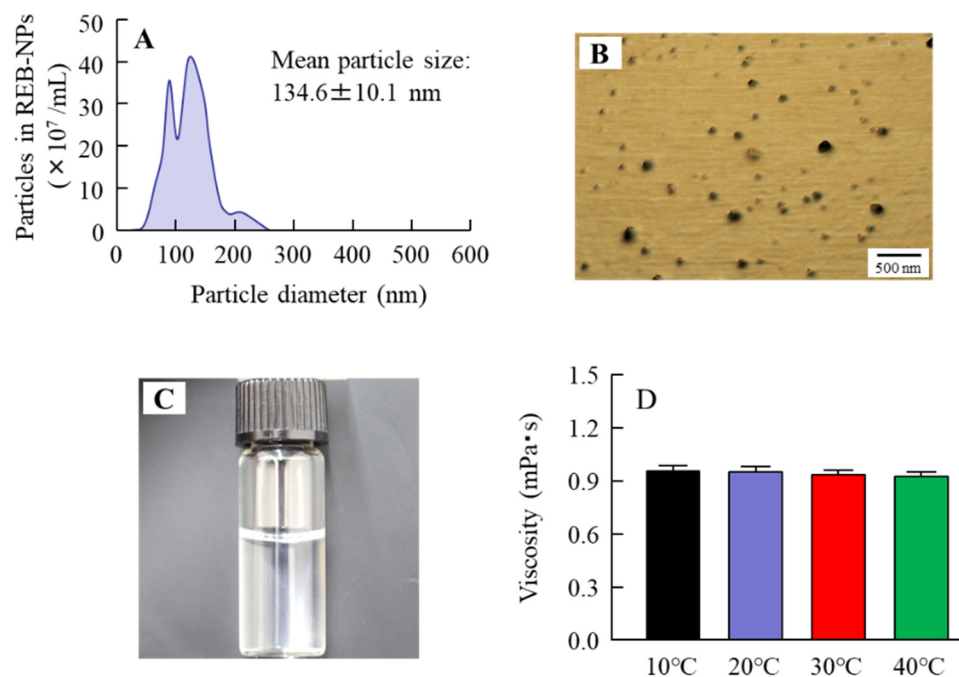 A
Mean particle size:
134.6±10.1 nm
Particles in REB-NPs
(×10⁷/mL)
50
40
30
20
10
0
0 100 200 300 400 500 600
Particle diameter (nm)
B
500 nm
C
D
Viscosity (mPa•s)
1.5
1.2
0.9
0.6
0.3
0.0
10℃ 20℃ 30℃ 40℃